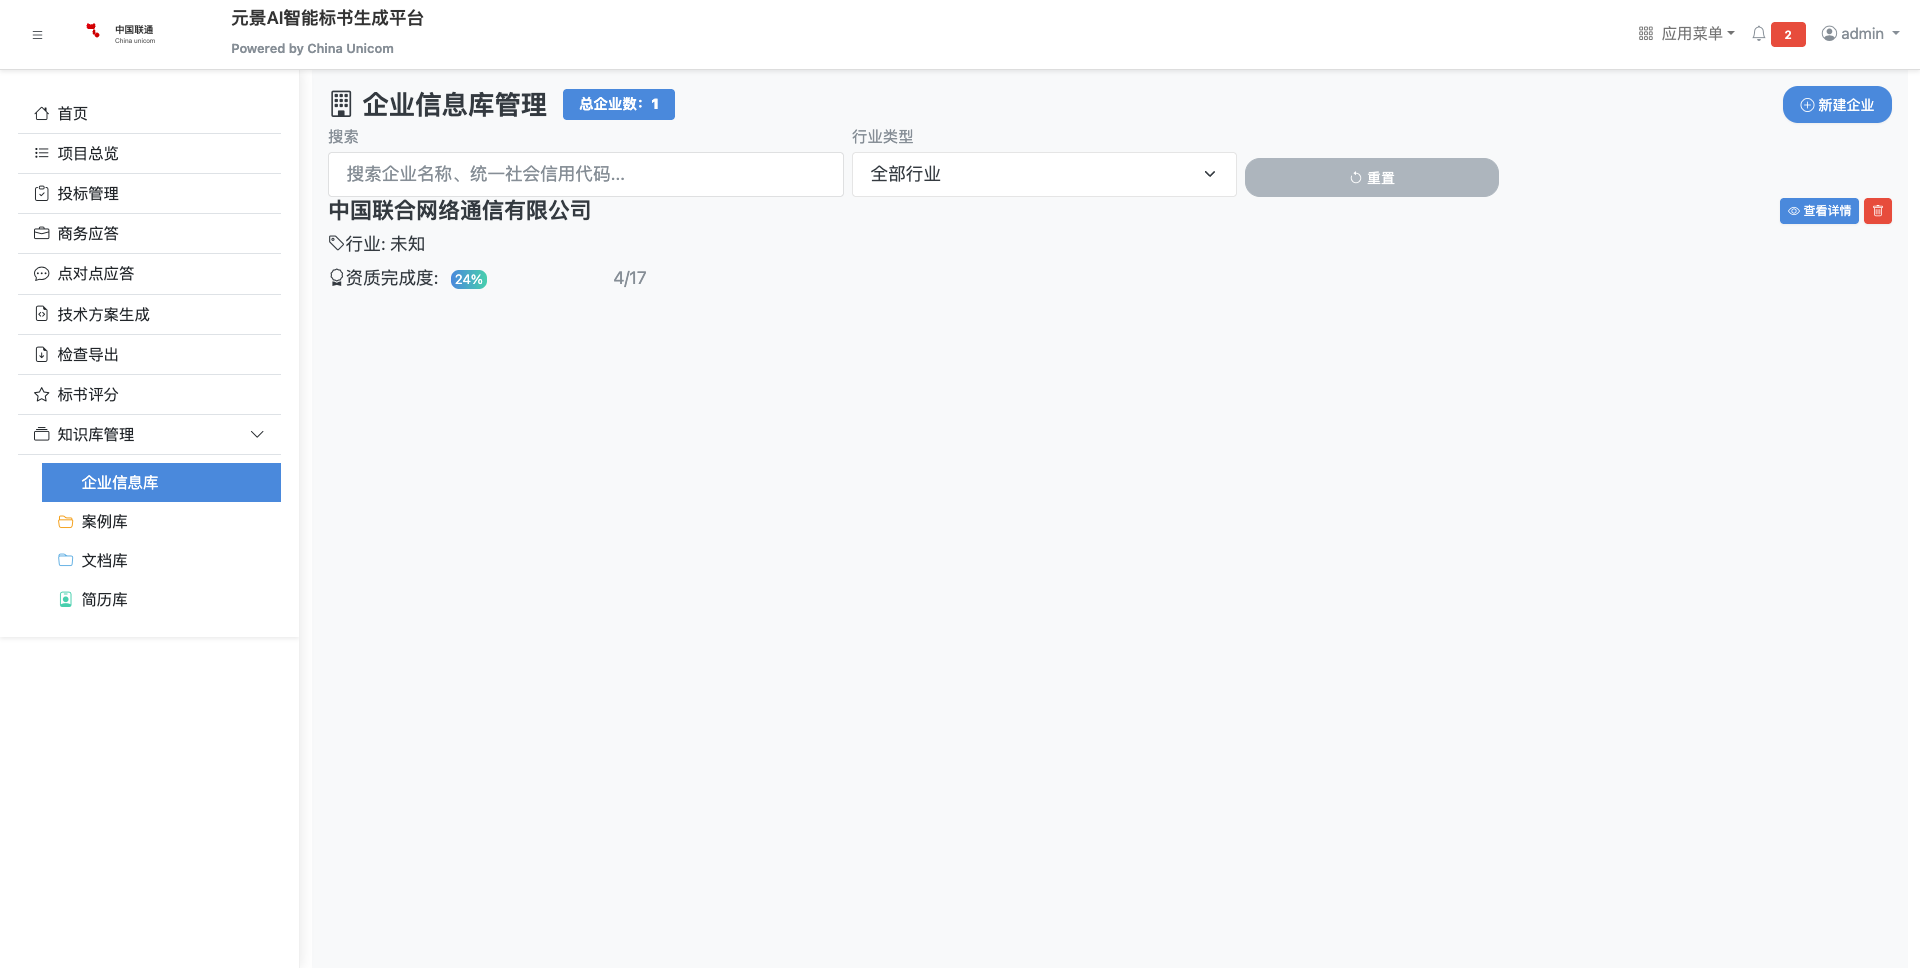 中国联通
China unicom
元景AI智能标书生成平台
Powered by China Unicom
应用菜单
2
admin
首页
项目总览
投标管理
商务应答
点对点应答
技术方案生成
检查导出
标书评分
知识库管理
企业信息库
案例库
文档库
简历库
企业信息库管理
总企业数：1
新建企业
搜索
行业类型
搜索企业名称、统一社会信用代码...
全部行业
重置
中国联合网络通信有限公司
查看详情
行业: 未知
资质完成度: 24% 4/17